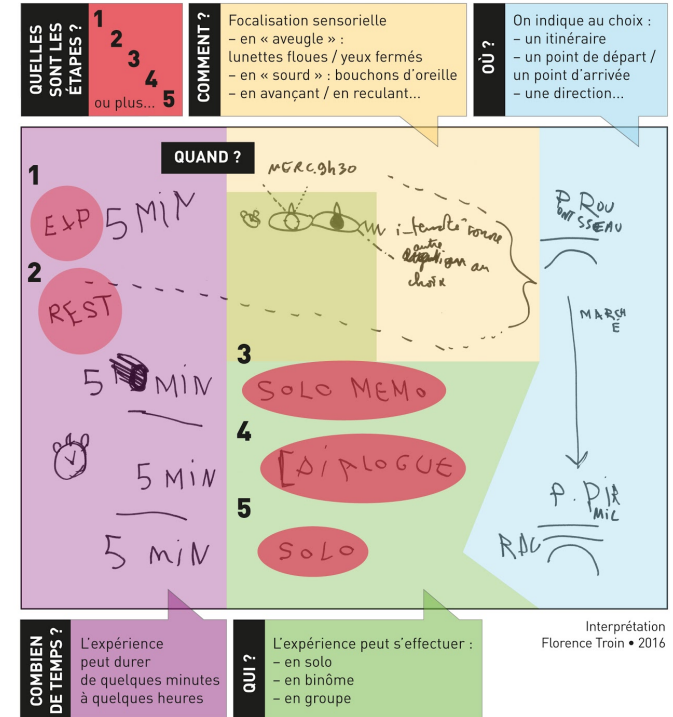 QUELLES
SONT LES
ÉTAPES ?
1
2
3
4
5
ou plus...
COMMENT ?
Focalisation sensorielle
– en « aveugle » :
lunettes floues / yeux fermés
– en « sourd » : bouchons d'oreille
– en avançant / en reculant...
OÙ ?
On indique au choix :
– un itinéraire
– un point de départ /
un point d'arrivée
– une direction...
QUAND ?
MERC. 9h30
1
EXP 5 MIN
autre
au
choix
P. ROU
SSEAU
2
REST
MARCH
É
3
5 MIN
SOLO MEMO
4
5 MIN
[DIALOGUE
P. PIR
MIL
5
5 MIN
SOLO
RDV
COMBIEN
DE TEMPS ?
L'expérience
peut durer
de quelques minutes
à quelques heures
QUI ?
L'expérience peut s'effectuer :
– en solo
– en binôme
– en groupe
Interprétation
Florence Troin • 2016